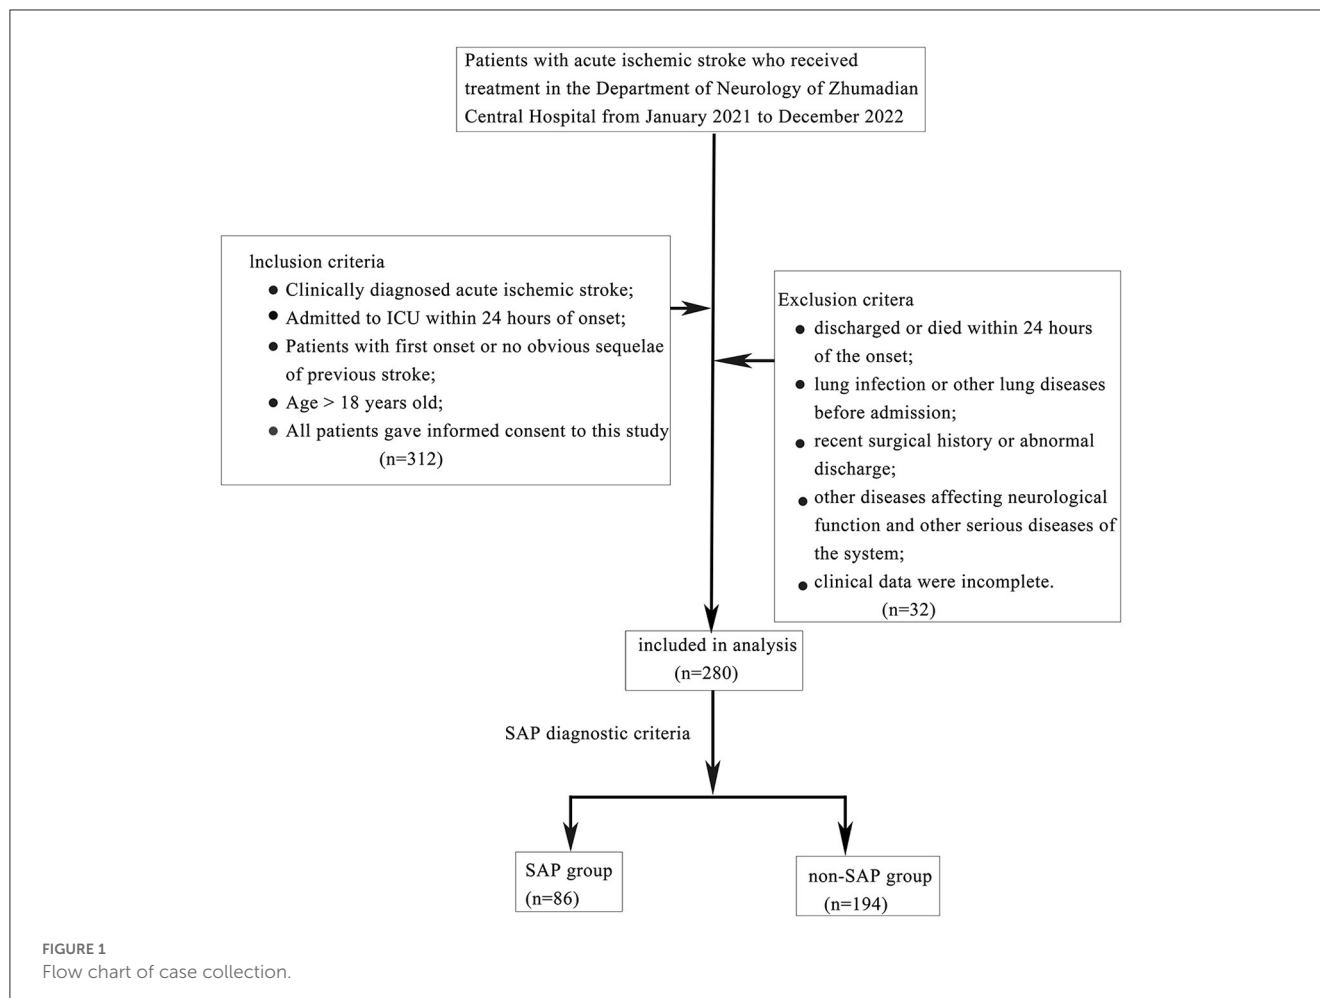 Patients with acute ischemic stroke who received
treatment in the Department of Neurology of Zhumadian
Central Hospital from January 2021 to December 2022
Inclusion criteria
● Clinically diagnosed acute ischemic stroke;
● Admitted to ICU within 24 hours of onset;
● Patients with first onset or no obvious sequelae
of previous stroke;
● Age > 18 years old;
● All patients gave informed consent to this study
(n=312)
Exclusion critera
● discharged or died within 24 hours
of the onset;
● lung infection or other lung diseases
before admission;
● recent surgical history or abnormal
discharge;
● other diseases affecting neurological
function and other serious diseases of
the system;
● clinical data were incomplete.
(n=32)
included in analysis
(n=280)
SAP diagnostic criteria
SAP group
(n=86)
non-SAP group
(n=194)
FIGURE 1
Flow chart of case collection.